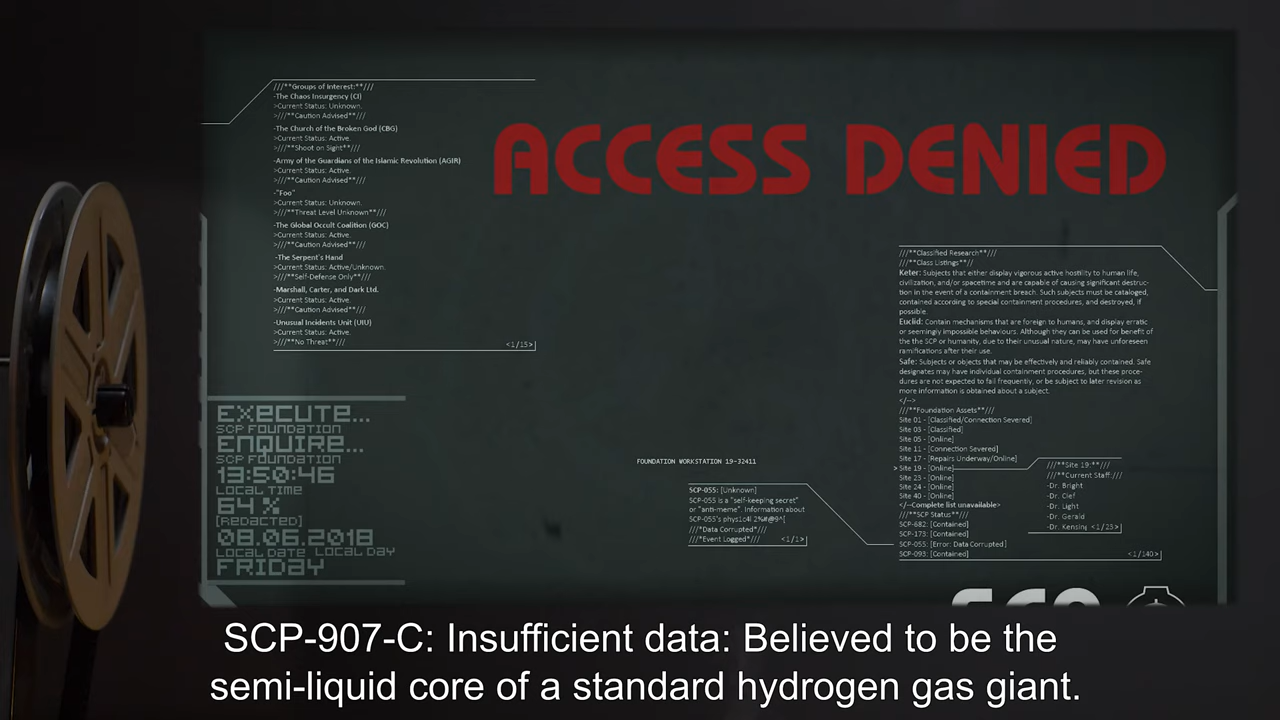 ///**Groups of Interest:**///
-The Chaos Insurgency (CI)
>Current Status: Unknown.
>///**Caution Advised**///
-The Church of the Broken God (CBG)
>Current Status: Active.
>///**Shoot on Sight**///
-Army of the Guardians of the Islamic Revolution (AGIR)
>Current Status: Active.
>///**Caution Advised**///
-"Foo"
>Current Status: Unknown.
>///**Threat Level Unknown**///
-The Global Occult Coalition (GOC)
>Current Status: Active.
>///**Caution Advised**///
-The Serpent's Hand
>Current Status: Active/Unknown.
>///**Self-Defense Only**///
-Marshall, Carter, and Dark Ltd.
>Current Status: Active.
>///**Caution Advised**///
-Unusual Incidents Unit (UIU)
>Current Status: Active.
>///**No Threat**///
<1/15>
ACCESS DENIED
///**Classified Research**///
///**Class Listings**//
Keter: Subjects that either display vigorous active hostility to human life,
civilization, and/or spacetime and are capable of causing significant destruc-
tion in the event of a containment breach. Such subjects must be cataloged,
contained according to special containment procedures, and destroyed, if
possible.
Euclid: Contain mechanisms that are foreign to humans, and display erratic
or seemingly impossible behaviours. Although they can be used for benefit of
the the SCP or humanity, due to their unusual nature, may have unforeseen
ramifications after their use.
Safe: Subjects or objects that may be effectively and reliably contained. Safe
designates may have individual containment procedures, but these proce-
dures are not expected to fail frequently, or be subject to later revision as
more information is obtained about a subject.
</-->
///**Foundation Assets**///
Site 01 - [Classified/Connection Severed]
Site 03 - [Classified]
Site 05 - [Online]
Site 11 - [Connection Severed]
Site 17 - [Repairs Underway/Online]
> Site 19 - [Online]
Site 23 - [Online]
Site 24 - [Online]
Site 40 - [Online]
</--Complete list unavailable>
///**SCP Status**///
SCP-682: [Contained]
SCP-173: [Contained]
SCP-055: [Error: Data Corrupted]
SCP-093: [Contained]
<1/140>
///**Site 19:**///
///**Current Staff:///
-Dr. Bright
-Dr. Clef
-Dr. Light
-Dr. Gerald
-Dr. Kensing <1/23>
EXECUTE...
SCP FOUNDATION
ENQUIRE...
SCP FOUNDATION
13:50:46
LOCAL TIME
64 %
[REDACTED]
08.06.2018
LOCAL DATE LOCAL DAY
FRIDAY
FOUNDATION WORKSTATION 19-32411
SCP-055: [Unknown]
SCP-055 is a "self-keeping secret"
or "anti-meme". Information about
SCP-055's phys1c4l 2%#@9^[
///*Data Corrupted*///
///*Event Logged*/// <1/1>
SCP
SCP-907-C: Insufficient data: Believed to be the
semi-liquid core of a standard hydrogen gas giant.